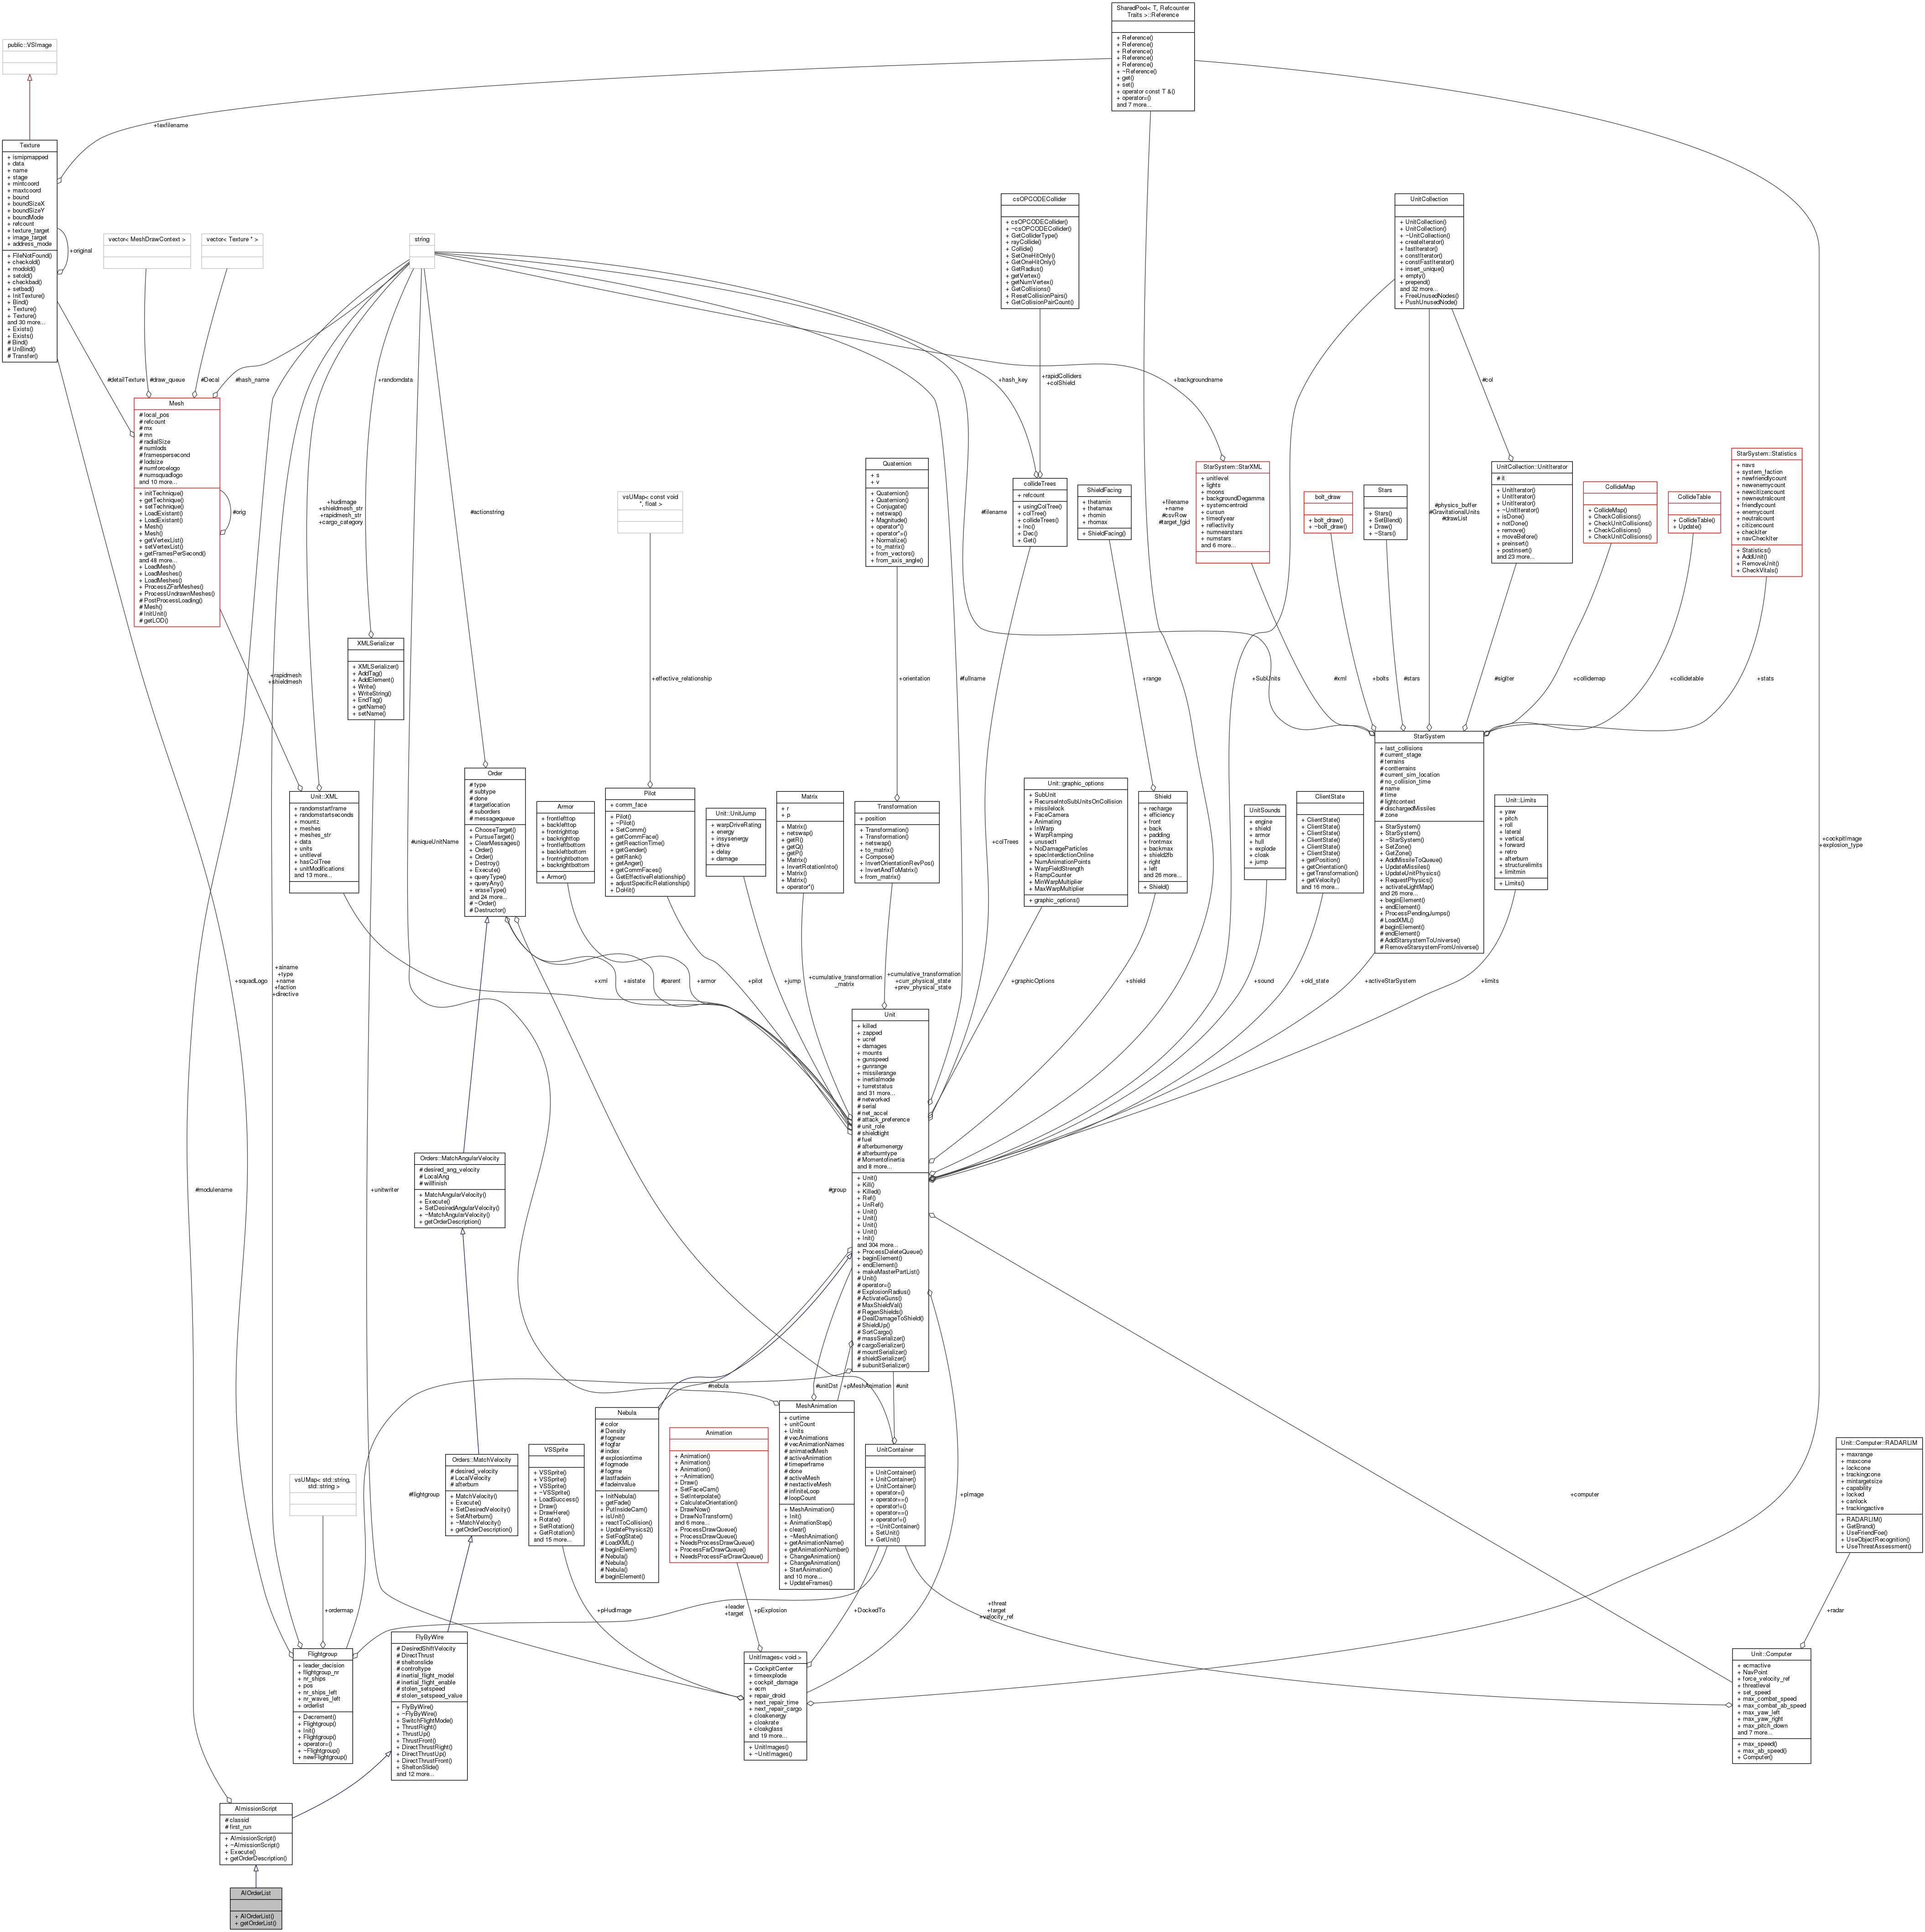 SharedPool< T, Refcounter
Traits >::Reference
+ Reference()
+ Reference()
+ Reference()
+ Reference()
+ Reference()
+ ~Reference()
+ get()
+ set()
+ operator const T &()
+ operator=()
and 7 more...
public::VSImage
Texture
+ ismipmapped
+ data
+ name
+ stage
+ mintcoord
+ maxtcoord
+ bound
+ boundSizeX
+ boundSizeY
+ boundMode
+ refcount
+ texture_target
+ image_target
+ address_mode
+ FileNotFound()
+ checkold()
+ modold()
+ setold()
+ checkbad()
+ setbad()
+ InitTexture()
+ Bind()
+ Texture()
+ Texture()
and 30 more...
+ Exists()
+ Exists()
# Bind()
# UnBind()
# Transfer()
+texfilename
+original
vector< MeshDrawContext >
vector< Texture * >
string
csOPCODECollider
+ csOPCODECollider()
+ ~csOPCODECollider()
+ GetColliderType()
+ rayCollide()
+ Collide()
+ SetOneHitOnly()
+ GetOneHitOnly()
+ GetRadius()
+ getVertex()
+ getNumVertex()
+ GetCollisions()
+ ResetCollisionPairs()
+ GetCollisionPairCount()
UnitCollection
+ UnitCollection()
+ UnitCollection()
+ ~UnitCollection()
+ createIterator()
+ fastIterator()
+ constIterator()
+ constFastIterator()
+ insert_unique()
+ empty()
+ prepend()
and 32 more...
+ FreeUnusedNodes()
+ PushUnusedNode()
#detailTexture
#draw_queue
#Decal
#hash_name
+randomdata
+hash_key
+rapidColliders
+colShield
+backgroundname
#col
Mesh
# local_pos
# refcount
# mx
# mn
# radialSize
# numlods
# framespersecond
# lodsize
# numforcelogo
# numsquadlogo
and 10 more...
+ initTechnique()
+ getTechnique()
+ setTechnique()
+ LoadExistant()
+ LoadExistant()
+ Mesh()
+ Mesh()
+ getVertexList()
+ setVertexList()
+ getFramesPerSecond()
and 48 more...
+ LoadMesh()
+ LoadMeshes()
+ LoadMeshes()
+ ProcessZFarMeshes()
+ ProcessUndrawnMeshes()
# PostProcessLoading()
# Mesh()
# InitUnit()
# getLOD()
#orig
+hudimage
+shieldmesh_str
+rapidmesh_str
+cargo_category
#actionstring
vsUMap< const void
*, float >
Quaternion
+ s
+ v
+ Quaternion()
+ Quaternion()
+ Conjugate()
+ netswap()
+ Magnitude()
+ operator*()
+ operator*=()
+ Normalize()
+ to_matrix()
+ from_vectors()
+ from_axis_angle()
#filename
collideTrees
+ refcount
+ usingColTree()
+ colTree()
+ collideTrees()
+ Inc()
+ Dec()
+ Get()
ShieldFacing
+ thetamin
+ thetamax
+ rhomin
+ rhomax
+ ShieldFacing()
+filename
+name
#csvRow
#target_fgid
StarSystem::StarXML
+ unitlevel
+ lights
+ moons
+ backgroundDegamma
+ systemcentroid
+ cursun
+ timeofyear
+ reflectivity
+ numnearstars
+ numstars
and 6 more...
bolt_draw
+ bolt_draw()
+ ~bolt_draw()
Stars
+ Stars()
+ SetBlend()
+ Draw()
+ ~Stars()
#physics_buffer
#GravitationalUnits
#drawList
UnitCollection::UnitIterator
# it
+ UnitIterator()
+ UnitIterator()
+ UnitIterator()
+ ~UnitIterator()
+ isDone()
+ notDone()
+ remove()
+ moveBefore()
+ preinsert()
+ postinsert()
and 23 more...
CollideMap
+ CollideMap()
+ CheckCollisions()
+ CheckUnitCollisions()
+ CheckCollisions()
+ CheckUnitCollisions()
CollideTable
+ CollideTable()
+ Update()
StarSystem::Statistics
+ navs
+ system_faction
+ newfriendlycount
+ newenemycount
+ newcitizencount
+ newneutralcount
+ friendlycount
+ enemycount
+ neutralcount
+ citizencount
+ checkIter
+ navCheckIter
+ Statistics()
+ AddUnit()
+ RemoveUnit()
+ CheckVitals()
XMLSerializer
+ XMLSerializer()
+ AddTag()
+ AddElement()
+ Write()
+ WriteString()
+ EndTag()
+ getName()
+ setName()
+rapidmesh
+shieldmesh
+effective_relationship
+orientation
#fullname
+range
+SubUnits
#xml
+bolts
#stars
#sigIter
+collidemap
+collidetable
+stats
Unit::XML
+ randomstartframe
+ randomstartseconds
+ mountz
+ meshes
+ meshes_str
+ data
+ units
+ unitlevel
+ hasColTree
+ unitModifications
and 13 more...
#uniqueUnitName
Order
# type
# subtype
# done
# targetlocation
# suborders
# messagequeue
+ ChooseTarget()
+ PursueTarget()
+ ClearMessages()
+ Order()
+ Order()
+ Destroy()
+ Execute()
+ queryType()
+ queryAny()
+ eraseType()
and 24 more...
# ~Order()
# Destructor()
Armor
+ frontlefttop
+ backlefttop
+ frontrighttop
+ backrighttop
+ frontleftbottom
+ backleftbottom
+ frontrightbottom
+ backrightbottom
+ Armor()
Pilot
+ comm_face
+ Pilot()
+ ~Pilot()
+ SetComm()
+ getCommFace()
+ getReactionTime()
+ getGender()
+ getRank()
+ getAnger()
+ getCommFaces()
+ GetEffectiveRelationship()
+ adjustSpecificRelationship()
+ DoHit()
Unit::UnitJump
+ warpDriveRating
+ energy
+ insysenergy
+ drive
+ delay
+ damage
Matrix
+ r
+ p
+ Matrix()
+ netswap()
+ getR()
+ getQ()
+ getP()
+ Matrix()
+ InvertRotationInto()
+ Matrix()
+ Matrix()
+ operator*()
Transformation
+ position
+ Transformation()
+ Transformation()
+ netswap()
+ to_matrix()
+ Compose()
+ InvertOrientationRevPos()
+ InvertAndToMatrix()
+ from_matrix()
+colTrees
Unit::graphic_options
+ SubUnit
+ RecurseIntoSubUnitsOnCollision
+ missilelock
+ FaceCamera
+ Animating
+ InWarp
+ WarpRamping
+ unused1
+ NoDamageParticles
+ specInterdictionOnline
+ NumAnimationPoints
+ WarpFieldStrength
+ RampCounter
+ MinWarpMultiplier
+ MaxWarpMultiplier
+ graphic_options()
Shield
+ recharge
+ efficiency
+ front
+ back
+ padding
+ frontmax
+ backmax
+ shield2fb
+ right
+ left
and 26 more...
+ Shield()
UnitSounds
+ engine
+ shield
+ armor
+ hull
+ explode
+ cloak
+ jump
ClientState
+ ClientState()
+ ClientState()
+ ClientState()
+ ClientState()
+ ClientState()
+ ClientState()
+ getPosition()
+ getOrientation()
+ getTransformation()
+ getVelocity()
and 16 more...
StarSystem
+ last_collisions
# current_stage
# terrains
# contterrains
# current_sim_location
# no_collision_time
# name
# time
# lightcontext
# dischargedMissiles
# zone
+ StarSystem()
+ StarSystem()
+ ~StarSystem()
+ SetZone()
+ GetZone()
+ AddMissileToQueue()
+ UpdateMissiles()
+ UpdateUnitPhysics()
+ RequestPhysics()
+ activateLightMap()
and 26 more...
+ beginElement()
+ endElement()
+ ProcessPendingJumps()
# LoadXML()
# beginElement()
# endElement()
# AddStarsystemToUniverse()
# RemoveStarsystemFromUniverse()
Unit::Limits
+ yaw
+ pitch
+ roll
+ lateral
+ vertical
+ forward
+ retro
+ afterburn
+ structurelimits
+ limitmin
+ Limits()
+cockpitImage
+explosion_type
+squadLogo
+ainame
+type
+name
+faction
+directive
+xml
+aistate
#parent
+armor
+pilot
+jump
+cumulative_transformation
_matrix
+cumulative_transformation
+curr_physical_state
+prev_physical_state
+graphicOptions
+shield
+sound
+old_state
+activeStarSystem
+limits
Unit
+ killed
+ zapped
+ ucref
+ damages
+ mounts
+ gunspeed
+ gunrange
+ missilerange
+ inertialmode
+ turretstatus
and 31 more...
# networked
# serial
# net_accel
# attack_preference
# unit_role
# shieldtight
# fuel
# afterburnenergy
# afterburntype
# MomentofInertia
and 8 more...
+ Unit()
+ Kill()
+ Killed()
+ Ref()
+ UnRef()
+ Unit()
+ Unit()
+ Unit()
+ Unit()
+ Init()
and 304 more...
+ ProcessDeleteQueue()
+ beginElement()
+ endElement()
+ makeMasterPartList()
# Unit()
# operator=()
# ExplosionRadius()
# ActivateGuns()
# MaxShieldVal()
# RegenShields()
# DealDamageToShield()
# ShieldUp()
# SortCargo()
# massSerializer()
# cargoSerializer()
# mountSerializer()
# shieldSerializer()
# subunitSerializer()
Orders::MatchAngularVelocity
# desired_ang_velocity
# LocalAng
# willfinish
+ MatchAngularVelocity()
+ Execute()
+ SetDesiredAngularVelocity()
+ ~MatchAngularVelocity()
+ getOrderDescription()
#modulename
+unitwriter
#group
#nebula
#unitDst
+pMeshAnimation
#unit
Nebula
# color
# Density
# fognear
# fogfar
# index
# explosiontime
# fogmode
# fogme
# lastfadein
# fadeinvalue
+ InitNebula()
+ getFade()
+ PutInsideCam()
+ isUnit()
+ reactToCollision()
+ UpdatePhysics2()
+ SetFogState()
# LoadXML()
# beginElem()
# Nebula()
# Nebula()
# Nebula()
# beginElement()
Animation
+ Animation()
+ Animation()
+ Animation()
+ ~Animation()
+ Draw()
+ SetFaceCam()
+ SetInterpolate()
+ CalculateOrientation()
+ DrawNow()
+ DrawNoTransform()
and 6 more...
+ ProcessDrawQueue()
+ ProcessDrawQueue()
+ NeedsProcessDrawQueue()
+ ProcessFarDrawQueue()
+ NeedsProcessFarDrawQueue()
MeshAnimation
+ curtime
+ unitCount
+ Units
# vecAnimations
# vecAnimationNames
# animatedMesh
# activeAnimation
# timeperframe
# done
# activeMesh
# nextactiveMesh
# infiniteLoop
# loopCount
+ MeshAnimation()
+ Init()
+ AnimationStep()
+ clear()
+ ~MeshAnimation()
+ getAnimationName()
+ getAnimationNumber()
+ ChangeAnimation()
+ ChangeAnimation()
+ StartAnimation()
and 10 more...
+ UpdateFrames()
UnitContainer
+ UnitContainer()
+ UnitContainer()
+ UnitContainer()
+ operator=()
+ operator==()
+ operator!=()
+ operator==()
+ operator!=()
+ ~UnitContainer()
+ SetUnit()
+ GetUnit()
Orders::MatchVelocity
# desired_velocity
# LocalVelocity
# afterburn
+ MatchVelocity()
+ Execute()
+ SetDesiredVelocity()
+ SetAfterburn()
+ ~MatchVelocity()
+ getOrderDescription()
VSSprite
+ VSSprite()
+ VSSprite()
+ VSSprite()
+ ~VSSprite()
+ LoadSuccess()
+ Draw()
+ DrawHere()
+ Rotate()
+ SetRotation()
+ GetRotation()
and 15 more...
vsUMap< std::string,
std::string >
#flightgroup
+pImage
+computer
Unit::Computer::RADARLIM
+ maxrange
+ maxcone
+ lockcone
+ trackingcone
+ mintargetsize
+ capability
+ locked
+ canlock
+ trackingactive
+ RADARLIM()
+ GetBrand()
+ UseFriendFoe()
+ UseObjectRecognition()
+ UseThreatAssessment()
+ordermap
+pHudImage
+leader
+target
+pExplosion
+DockedTo
+threat
+target
+velocity_ref
+radar
Flightgroup
+ leader_decision
+ flightgroup_nr
+ nr_ships
+ pos
+ nr_ships_left
+ nr_waves_left
+ orderlist
+ Decrement()
+ Flightgroup()
+ Init()
+ Flightgroup()
+ operator=()
+ ~Flightgroup()
+ newFlightgroup()
FlyByWire
# DesiredShiftVelocity
# DirectThrust
# sheltonslide
# controltype
# inertial_flight_model
# inertial_flight_enable
# stolen_setspeed
# stolen_setspeed_value
+ FlyByWire()
+ ~FlyByWire()
+ SwitchFlightMode()
+ ThrustRight()
+ ThrustUp()
+ ThrustFront()
+ DirectThrustRight()
+ DirectThrustUp()
+ DirectThrustFront()
+ SheltonSlide()
and 12 more...
UnitImages< void >
+ CockpitCenter
+ timeexplode
+ cockpit_damage
+ ecm
+ repair_droid
+ next_repair_time
+ next_repair_cargo
+ cloakenergy
+ cloakrate
+ cloakglass
and 19 more...
+ UnitImages()
+ ~UnitImages()
Unit::Computer
+ ecmactive
+ NavPoint
+ force_velocity_ref
+ threatlevel
+ set_speed
+ max_combat_speed
+ max_combat_ab_speed
+ max_yaw_left
+ max_yaw_right
+ max_pitch_down
and 7 more...
+ max_speed()
+ max_ab_speed()
+ Computer()
AImissionScript
# classid
# first_run
+ AImissionScript()
+ ~AImissionScript()
+ Execute()
+ getOrderDescription()
AIOrderList
+ AIOrderList()
+ getOrderList()